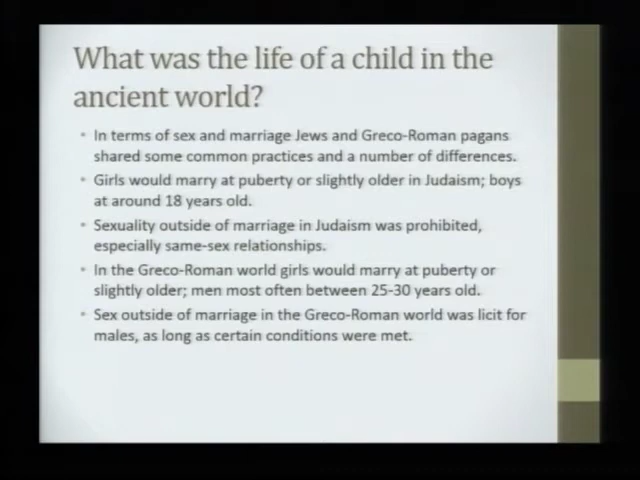 What was the life of a child in the
ancient world?
• In terms of sex and marriage Jews and Greco-Roman pagans
shared some common practices and a number of differences.
• Girls would marry at puberty or slightly older in Judaism; boys
at around 18 years old.
• Sexuality outside of marriage in Judaism was prohibited,
especially same-sex relationships.
• In the Greco-Roman world girls would marry at puberty or
slightly older; men most often between 25-30 years old.
• Sex outside of marriage in the Greco-Roman world was licit for
males, as long as certain conditions were met.